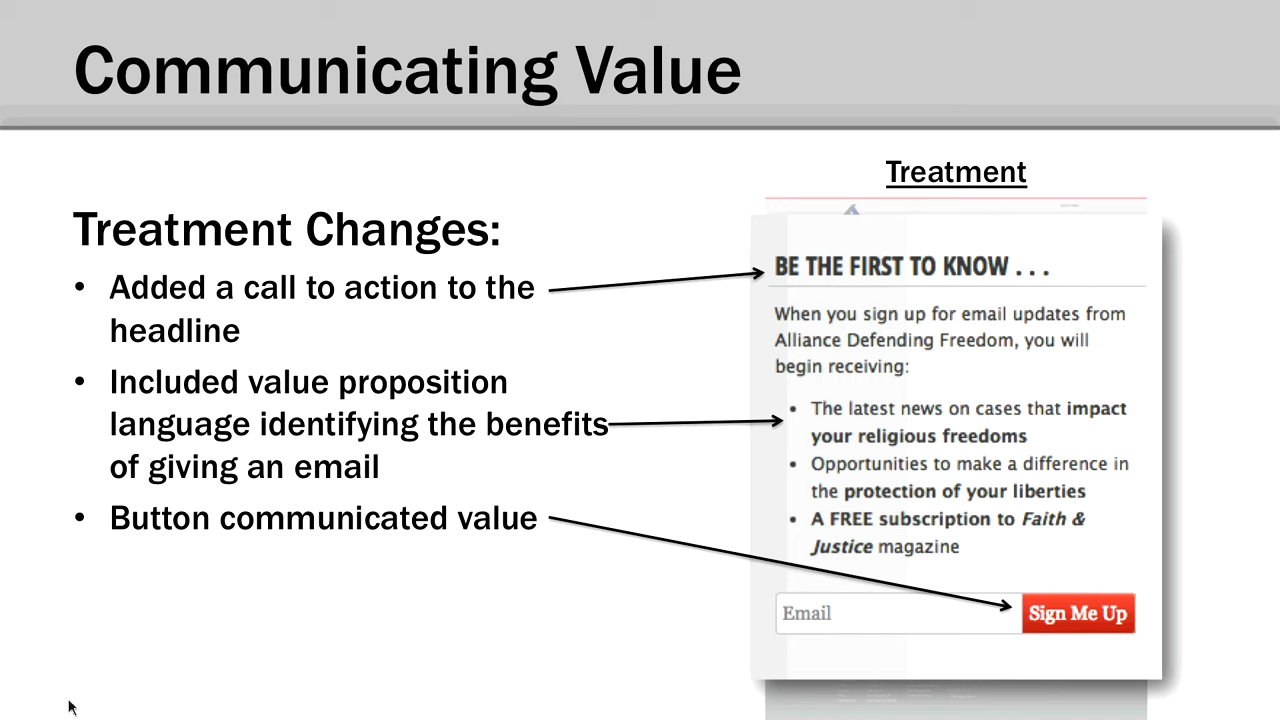 Communicating Value
Treatment
Treatment Changes:
• Added a call to action to the
headline
• Included value proposition
language identifying the benefits
of giving an email
• Button communicated value
BE THE FIRST TO KNOW . . .
When you sign up for email updates from
Alliance Defending Freedom, you will
begin receiving:
• The latest news on cases that impact
your religious freedoms
• Opportunities to make a difference in
the protection of your liberties
• A FREE subscription to Faith &
Justice magazine
Email
Sign Me Up